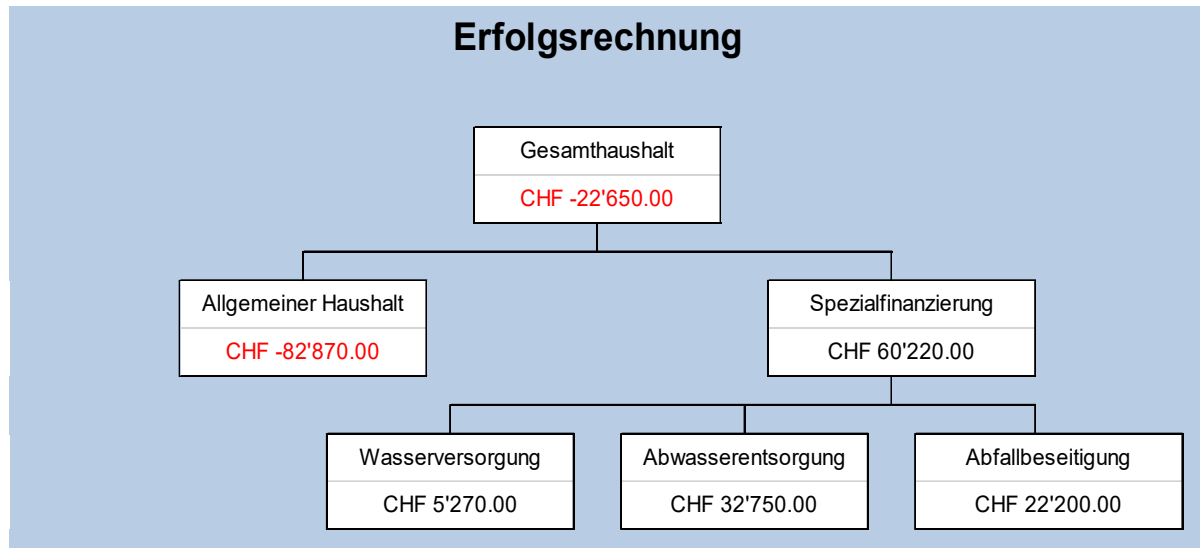 Erfolgsrechnung
Gesamthaushalt
CHF -22'650.00
Allgemeiner Haushalt
CHF -82'870.00
Spezialfinanzierung
CHF 60'220.00
Wasserversorgung
CHF 5'270.00
Abwasserentsorgung
CHF 32'750.00
Abfallbeseitigung
CHF 22'200.00